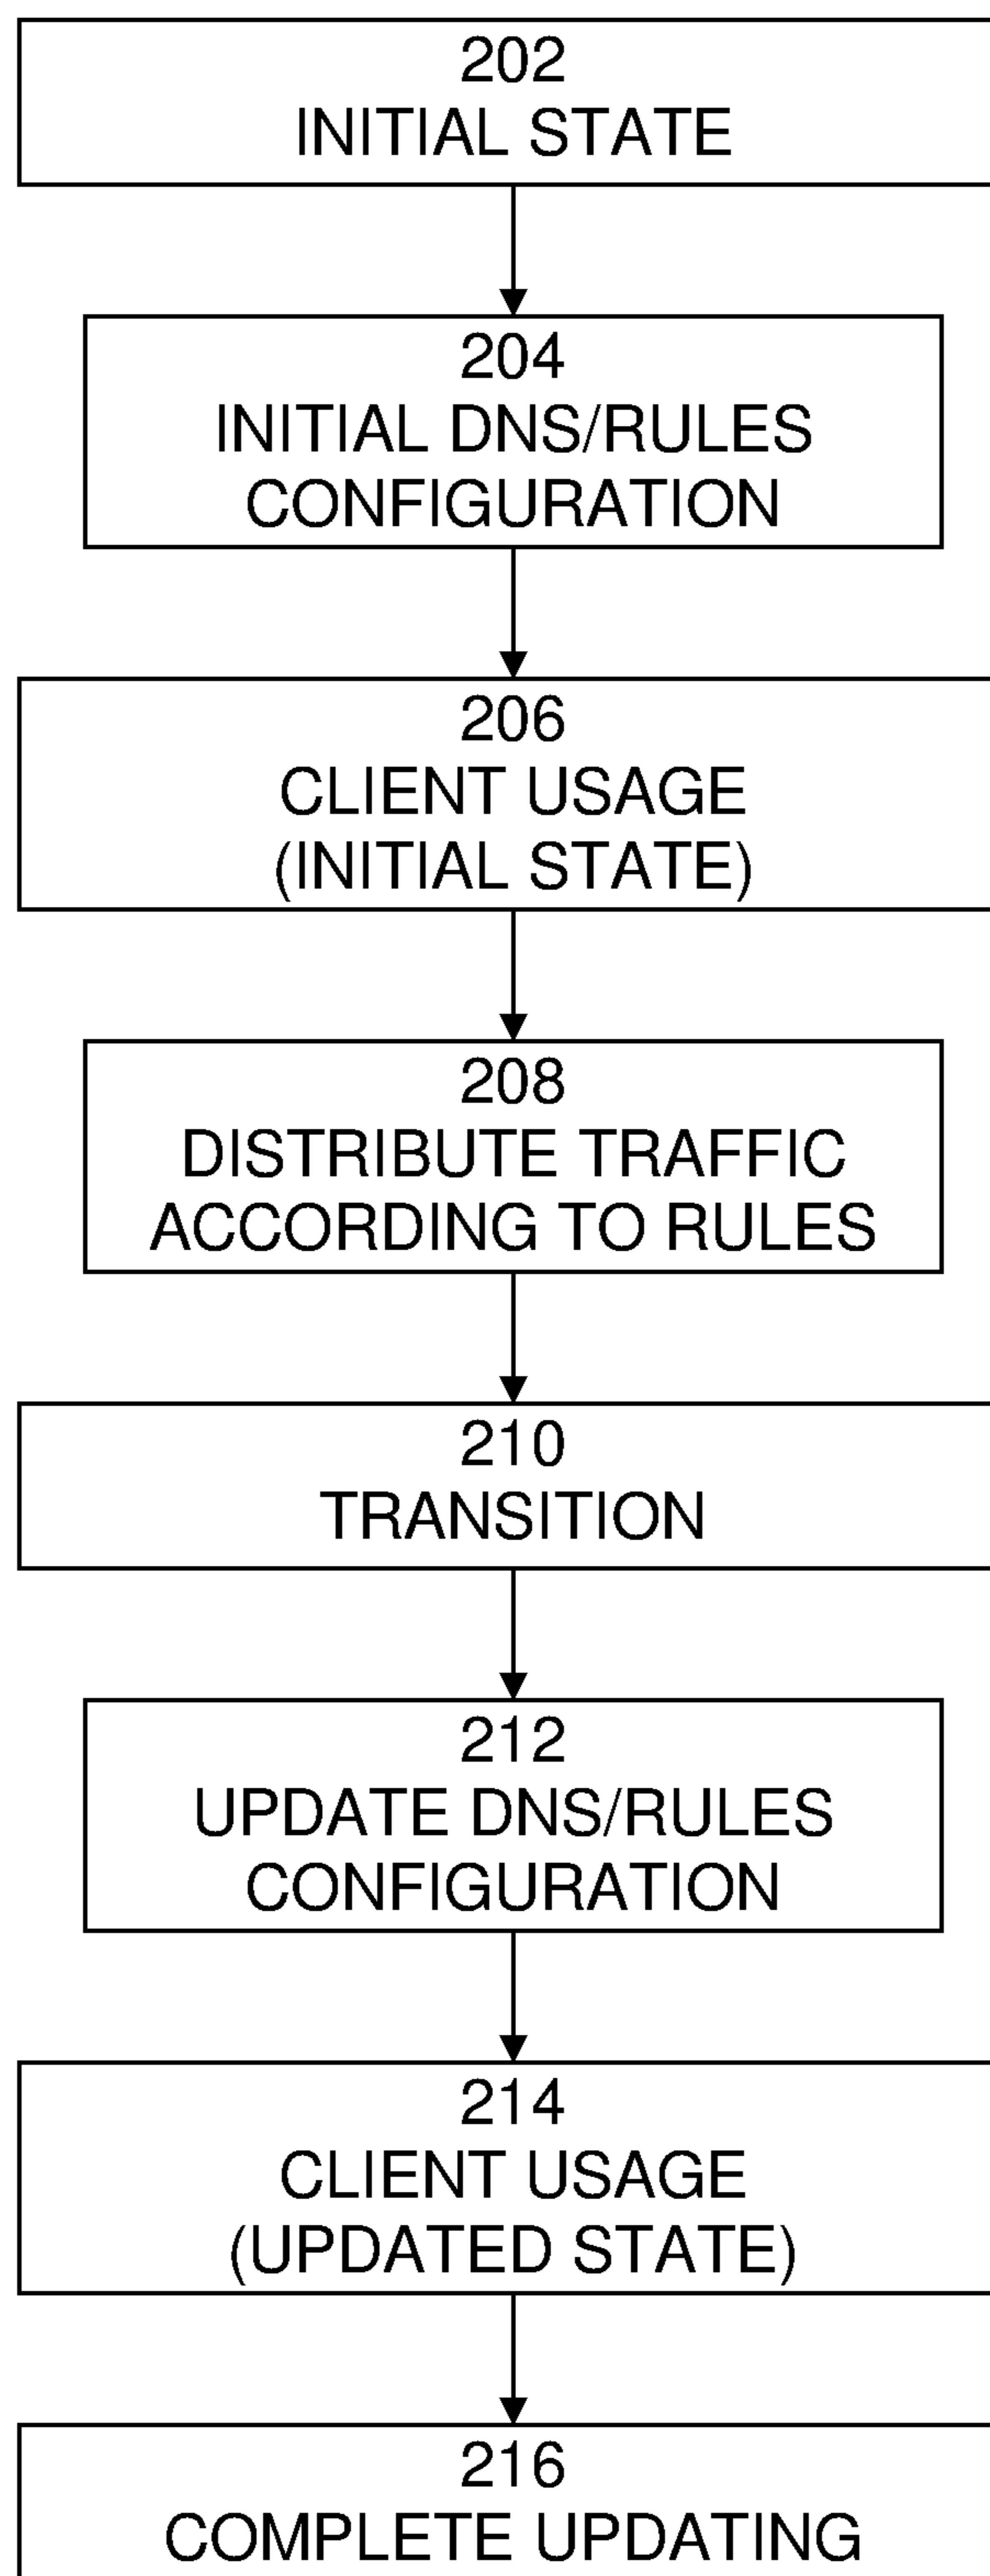 202
INITIAL STATE
204
INITIAL DNS/RULES
CONFIGURATION
206
CLIENT USAGE
(INITIAL STATE)
208
DISTRIBUTE TRAFFIC
ACCORDING TO RULES
210
TRANSITION
212
UPDATE DNS/RULES
CONFIGURATION
214
CLIENT USAGE
(UPDATED STATE)
216
COMPLETE UPDATING